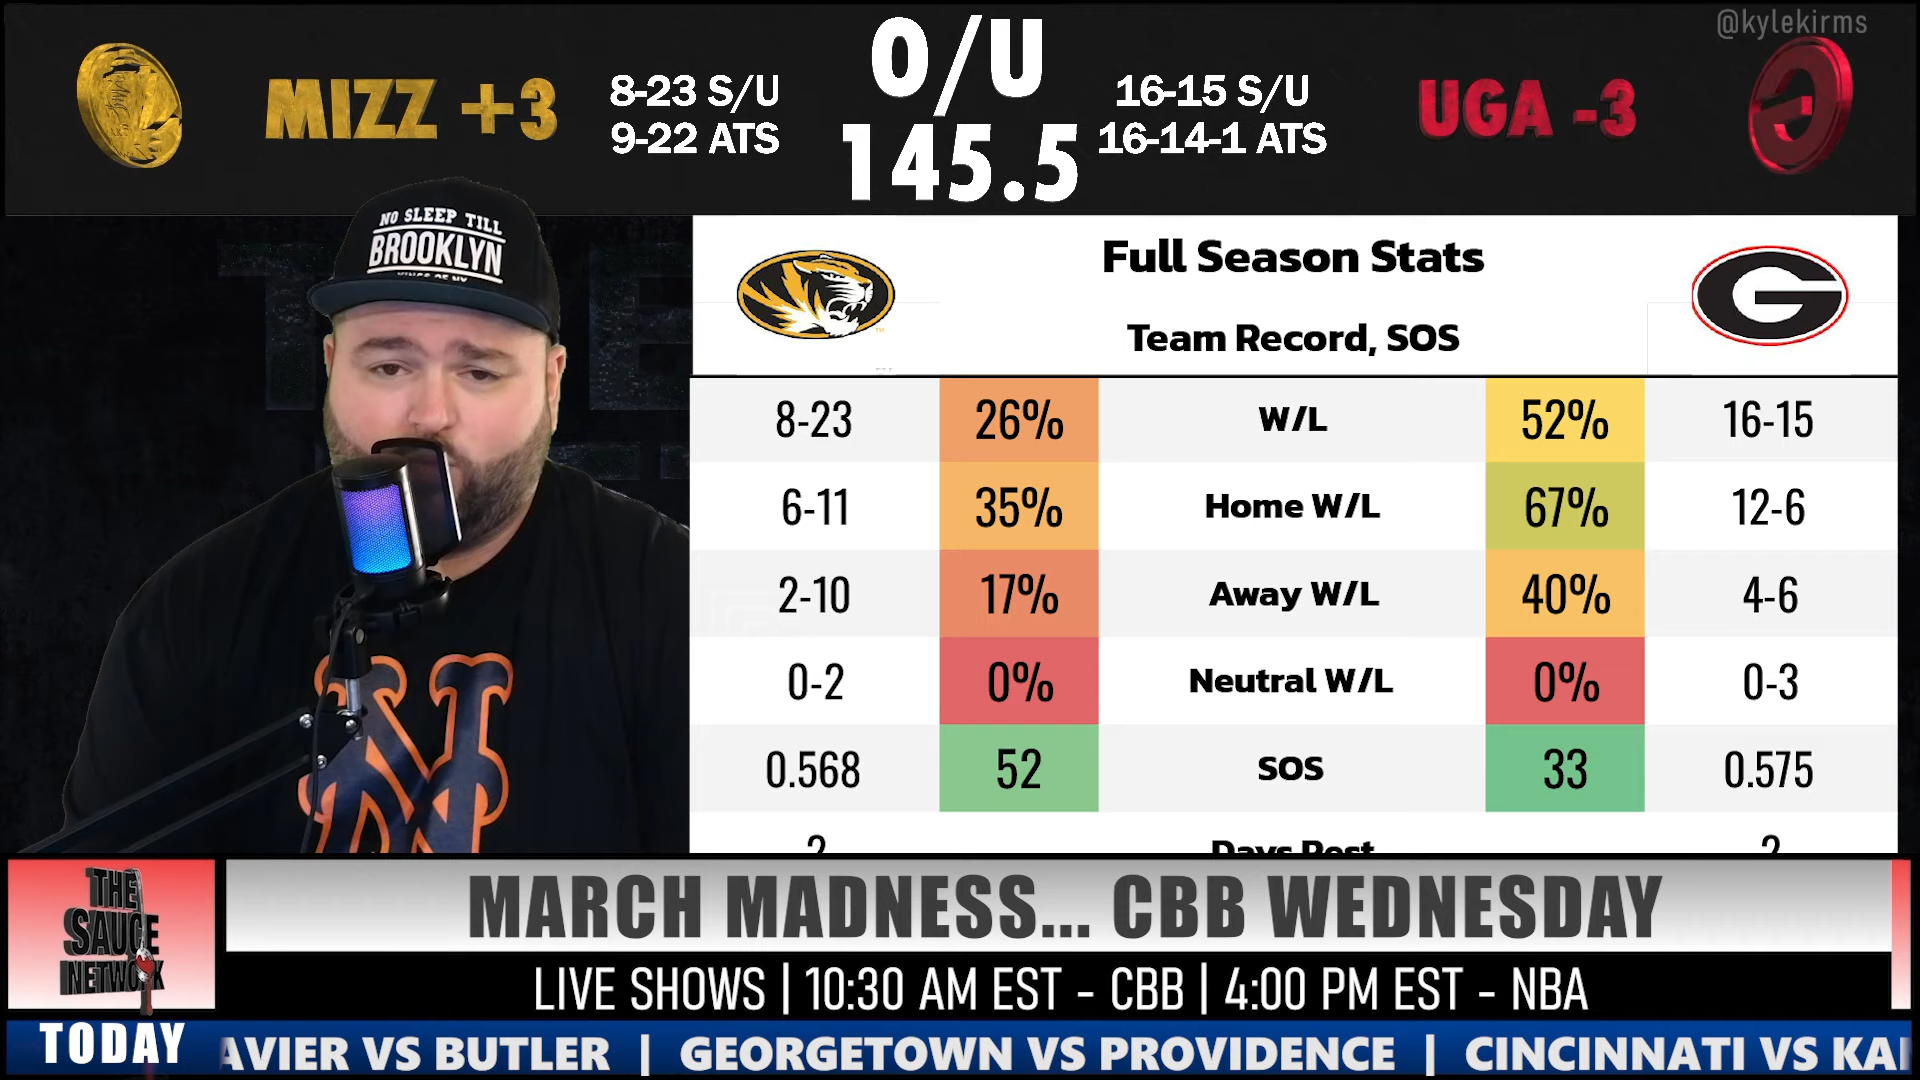 @kylekirms
MIZZ +3
8-23 S/U
9-22 ATS
O/U
145.5
16-15 S/U
16-14-1 ATS
UGA -3
NO SLEEP TILL
BROOKLYN
Full Season Stats
Team Record, SOS
8-23 26% W/L 52% 16-15
6-11 35% Home W/L 67% 12-6
2-10 17% Away W/L 40% 4-6
0-2 0% Neutral W/L 0% 0-3
0.568 52 SOS 33 0.575
2 Days Rest 2
THE
SAUCE
NETWORK
MARCH MADNESS... CBB WEDNESDAY
LIVE SHOWS | 10:30 AM EST - CBB | 4:00 PM EST - NBA
TODAY
AVIER VS BUTLER | GEORGETOWN VS PROVIDENCE | CINCINNATI VS KA